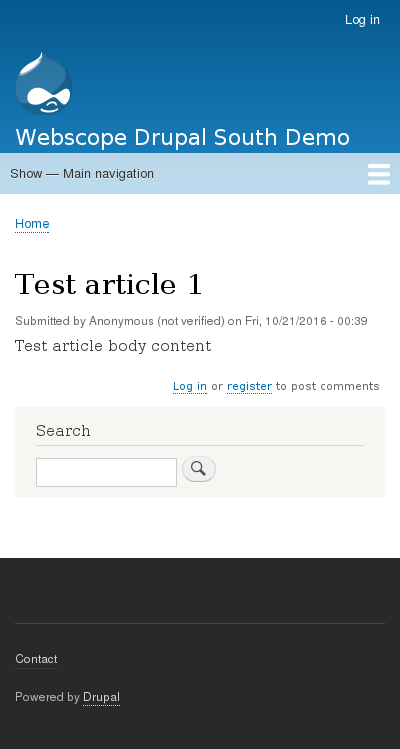 Log in
Webscope Drupal South Demo
Show — Main navigation
Home
Test article 1
Submitted by Anonymous (not verified) on Fri, 10/21/2016 - 00:39
Test article body content
Log in or register to post comments
Search
Contact
Powered by Drupal